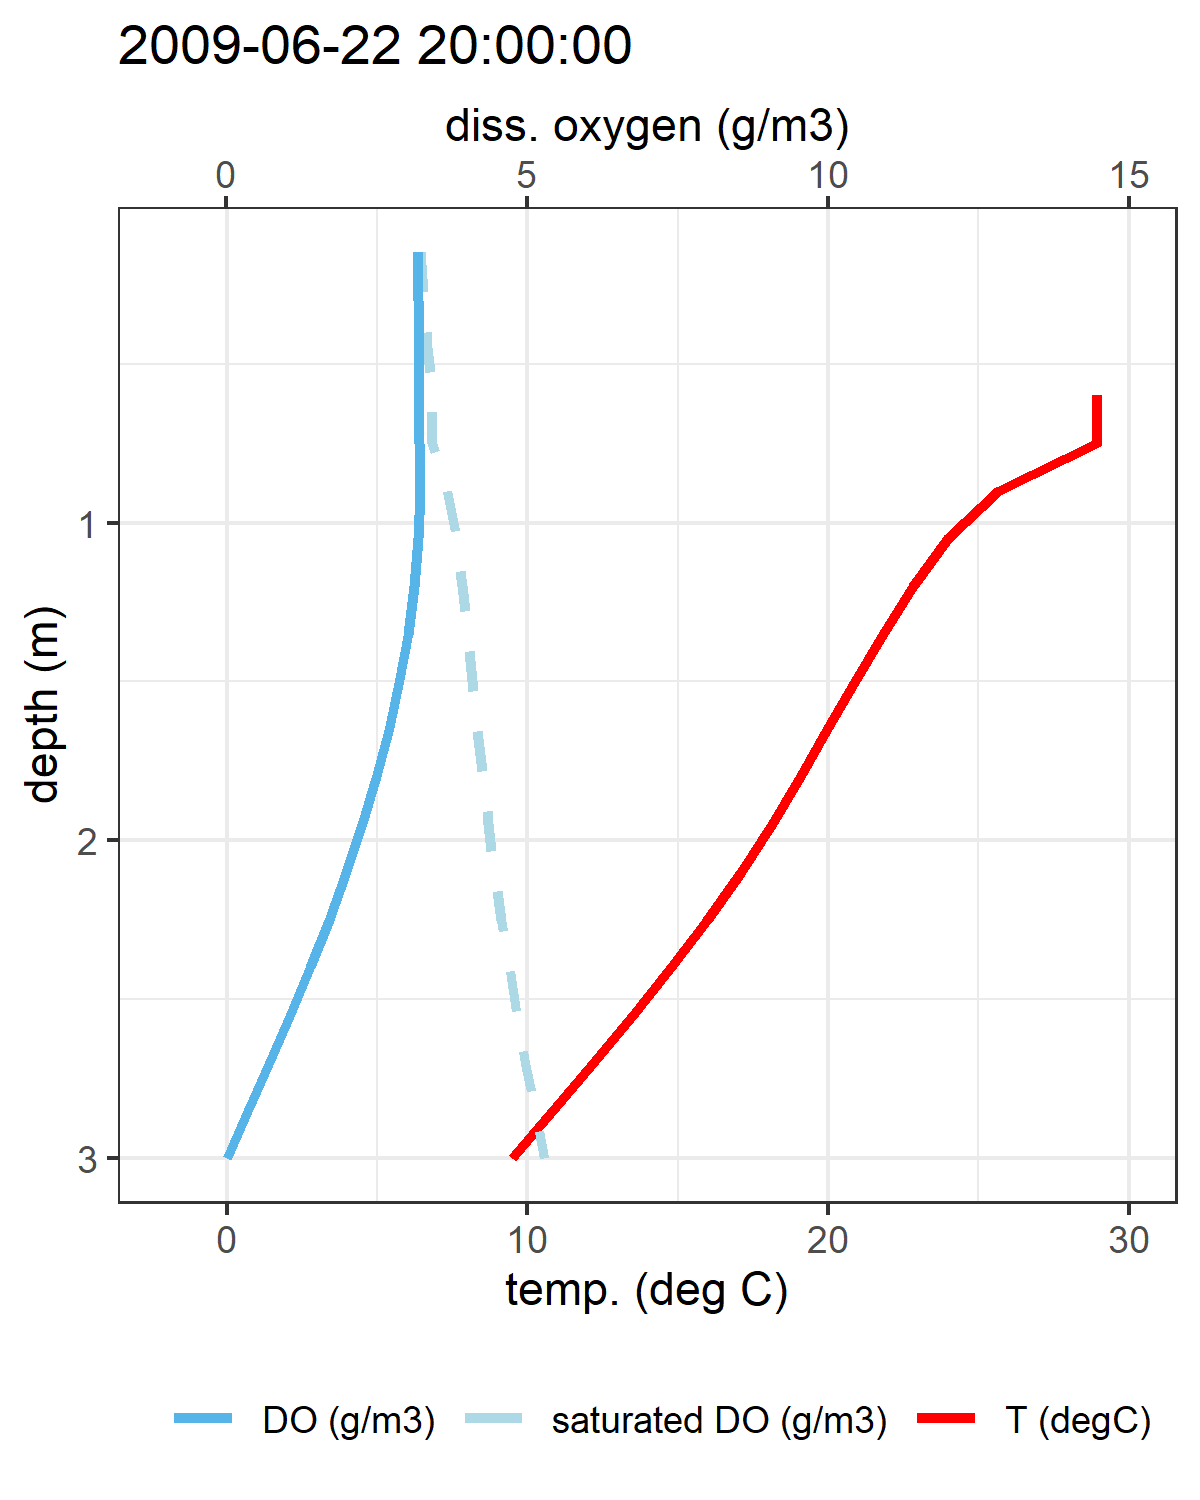 2009-06-22 20:00:00
diss. oxygen (g/m3)
0 5 10 15
depth (m)
1
2
3
0 10 20 30
temp. (deg C)
DO (g/m3) saturated DO (g/m3) T (degC)